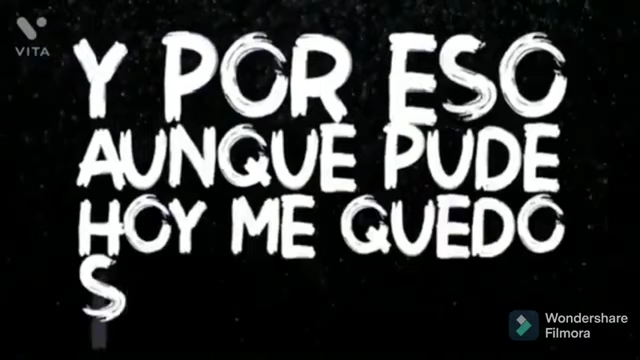 VITA
Y POR ESO
AUNQUE PUDE
HOY ME QUEDO
S
Wondershare
Filmora